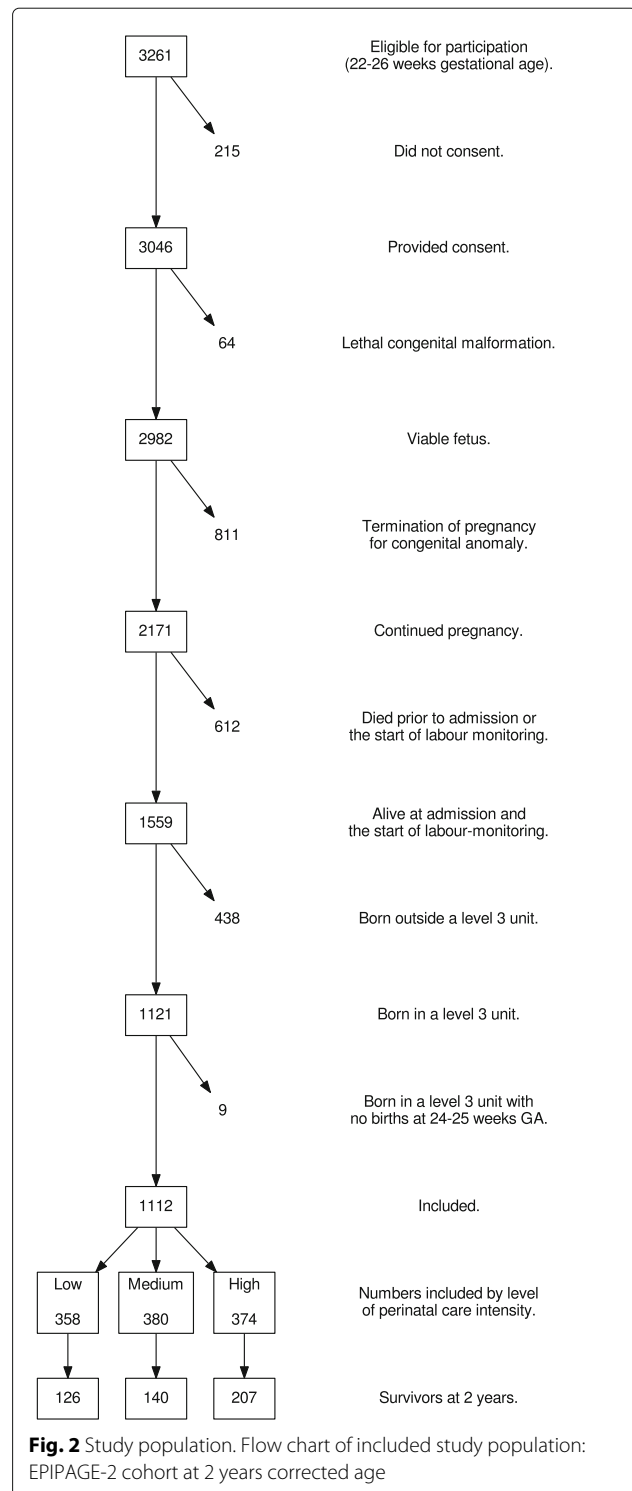 3261
Eligible for participation
(22-26 weeks gestational age).
215
Did not consent.
3046
Provided consent.
64
Lethal congenital malformation.
2982
Viable fetus.
811
Termination of pregnancy
for congenital anomaly.
2171
Continued pregnancy.
612
Died prior to admission or
the start of labour monitoring.
1559
Alive at admission and
the start of labour-monitoring.
438
Born outside a level 3 unit.
1121
Born in a level 3 unit.
9
Born in a level 3 unit with
no births at 24-25 weeks GA.
1112
Included.
Low Medium High
358 380 374
Numbers included by level
of perinatal care intensity.
126 140 207
Survivors at 2 years.
Fig. 2 Study population. Flow chart of included study population:
EPIPAGE-2 cohort at 2 years corrected age